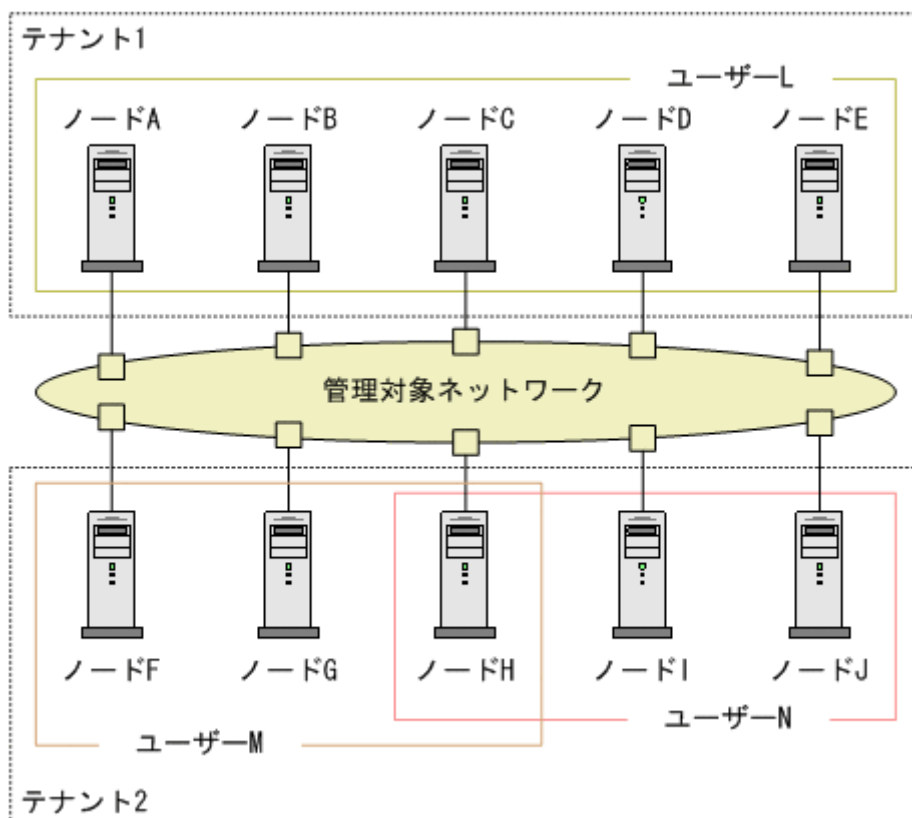 テナント1
ユーザーL
ノードA ノードB ノードC ノードD ノードE
管理対象ネットワーク
ノードF ノードG ノードH ノードI ノードJ
ユーザーN
ユーザーM
テナント2